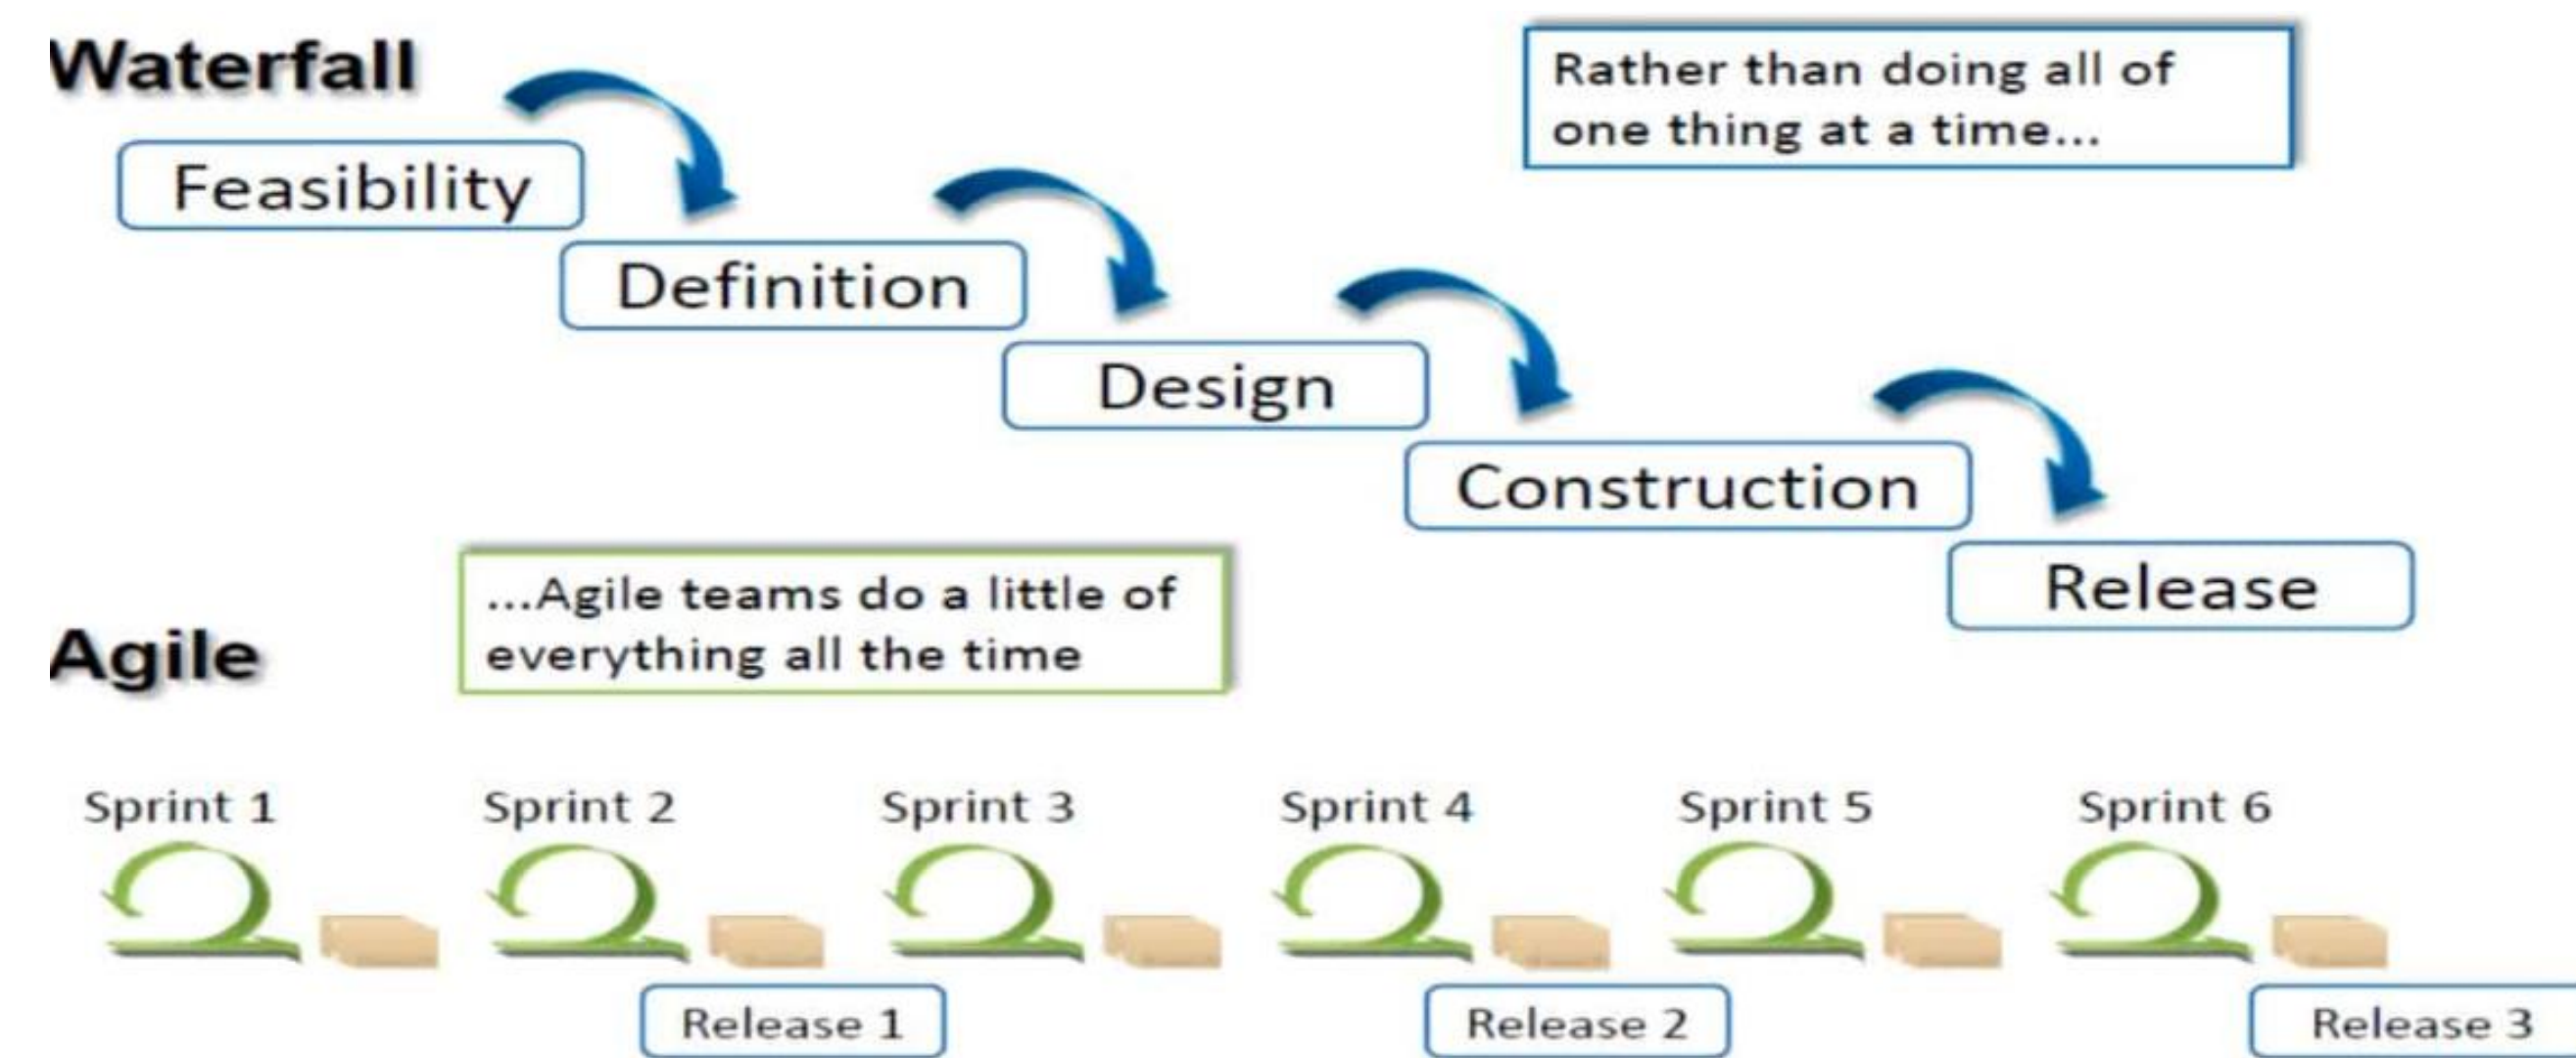 Waterfall
Rather than doing all of
one thing at a time...
Feasibility
Definition
Design
Construction
Release
...Agile teams do a little of
everything all the time
Agile
Sprint 1
Sprint 2
Sprint 3
Sprint 4
Sprint 5
Sprint 6
Release 1
Release 2
Release 3